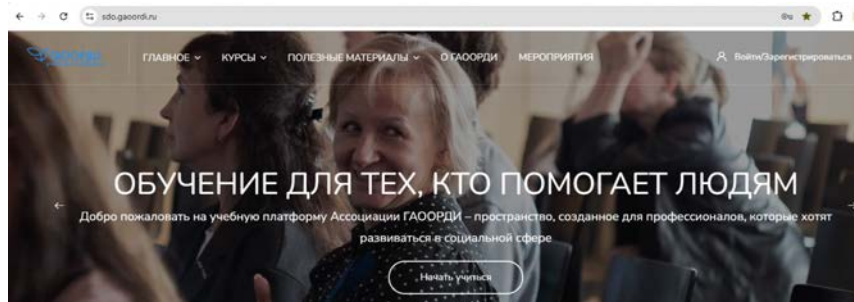 sdo.gaoordi.ru
ГАООРДИ
ГЛАВНОЕ
КУРСЫ
ПОЛЕЗНЫЕ МАТЕРИАЛЫ
О ГАООРДИ
МЕРОПРИЯТИЯ
Войти/Зарегистрироваться
ОБУЧЕНИЕ ДЛЯ ТЕХ, КТО ПОМОГАЕТ ЛЮДЯМ
Добро пожаловать на учебную платформу Ассоциации ГАООРДИ – пространство, созданное для профессионалов, которые хотят
развиваться в социальной сфере
Начать учиться